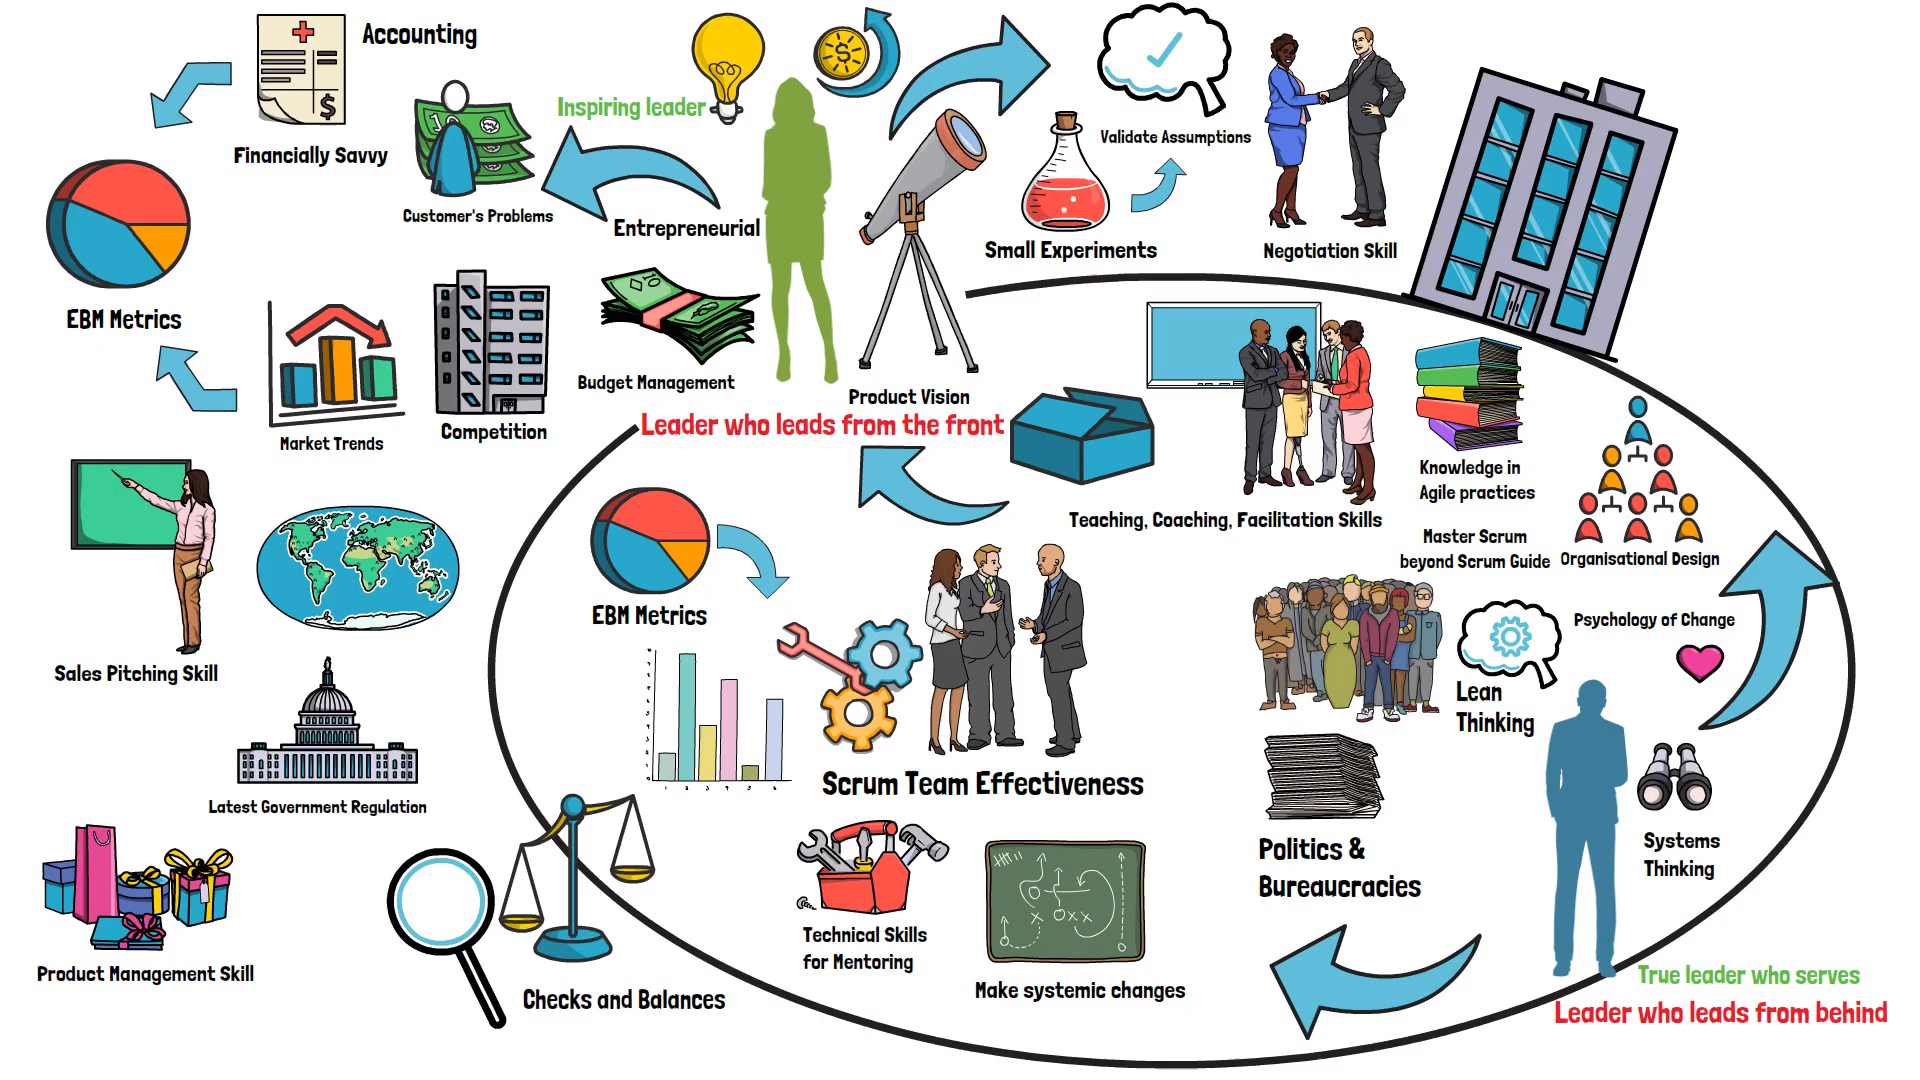 Accounting
Financially Savvy
Customer's Problems
Inspiring leader
Entrepreneurial
Validate Assumptions
Small Experiments
Negotiation Skill
EBM Metrics
Market Trends
Competition
Budget Management
Product Vision
Leader who leads from the front
Teaching, Coaching, Facilitation Skills
Knowledge in
Agile practices
Master Scrum
beyond Scrum Guide
Organisational Design
Psychology of Change
Lean
Thinking
Systems
Thinking
Sales Pitching Skill
Latest Government Regulation
Product Management Skill
EBM Metrics
Scrum Team Effectiveness
Technical Skills
for Mentoring
Make systemic changes
Politics &
Bureaucracies
Checks and Balances
True leader who serves
Leader who leads from behind